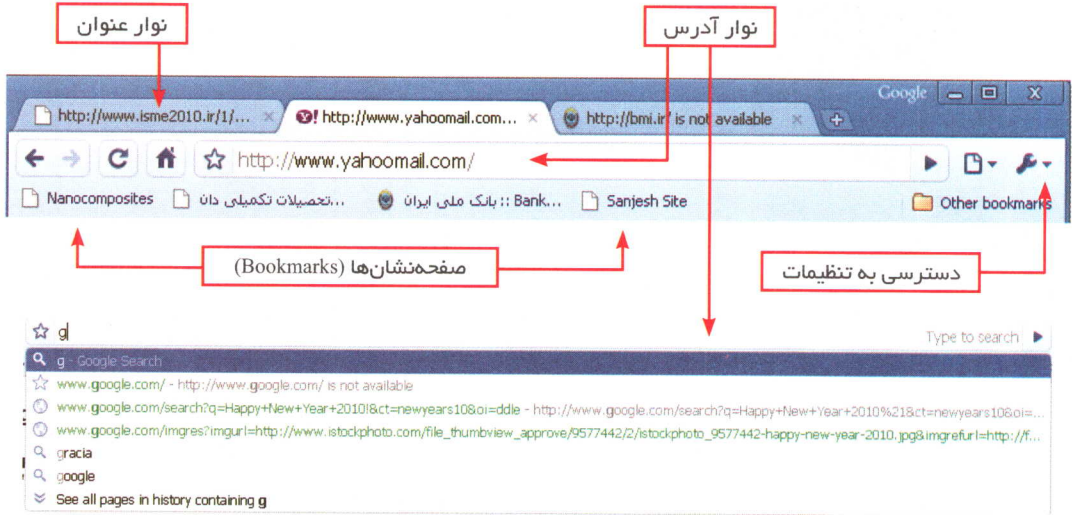 نوار عنوان
نوار آدرس
Google
http://www.isme2010.ir/1/...
http://www.yahoomail.com...
http://bmi.ir/ is not available
http://www.yahoomail.com/
Nanocomposites
تحصیلات تکمیلی دان...
بانک ملی ایران :: Bank...
Sanjesh Site
Other bookmarks
صفحه‌نشان‌ها (Bookmarks)
دسترسی به تنظیمات
g
Type to search
g - Google Search
www.google.com/ - http://www.google.com/ is not available
www.google.com/search?q=Happy+New+Year+2010!&ct=newyears10&oi=ddle - http://www.google.com/search?q=Happy+New+Year+2010%21&ct=newyears10&oi=...
www.google.com/imgres?imgurl=http://www.istockphoto.com/file_thumbview_approve/9577442/2/istockphoto_9577442-happy-new-year-2010.jpg&imgrefurl=http://f...
gracia
google
See all pages in history containing g